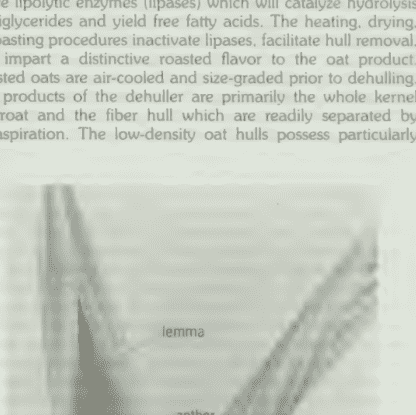 e lipolytic enzymes (lipases) which will catalyze hydrolysis
iglycerides and yield free fatty acids. The heating, drying,
oasting procedures inactivate lipases, facilitate hull removal,
impart a distinctive roasted flavor to the oat product.
sted oats are air-cooled and size-graded prior to dehulling.
products of the dehuller are primarily the whole kernel
roat and the fiber hull which are readily separated by
aspiration. The low-density oat hulls possess particularly
lemma
anther